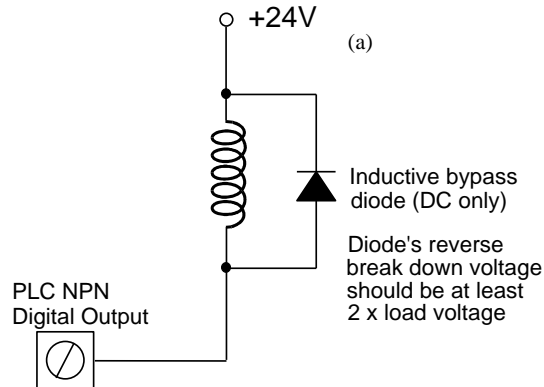 +24V
(a)
Inductive bypass
diode (DC only)
Diode's reverse
break down voltage
should be at least
2 x load voltage
PLC NPN
Digital Output